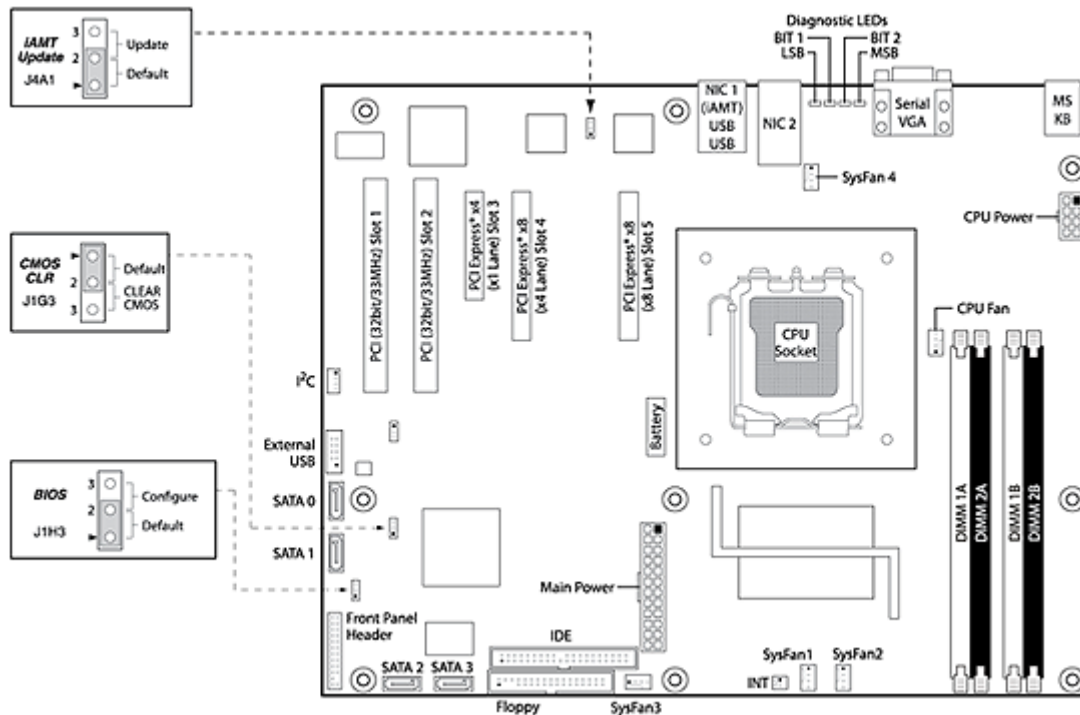 iAMT
Update
J4A1
3
2
Update
Default
Diagnostic LEDs
BIT 1
BIT 2
LSB
MSB
NIC 1
(iAMT)
USB
USB
NIC 2
Serial
VGA
MS
KB
SysFan 4
CPU Power
PCI (32bit/33MHz) Slot 1
PCI (32bit/33MHz) Slot 2
PCI Express* x4
(x1 Lane) Slot 3
PCI Express* x8
(x4 Lane) Slot 4
PCI Express* x8
(x8 Lane) Slot 5
CMOS
CLR
J1G3
2
3
Default
CLEAR
CMOS
CPU Fan
CPU
Socket
I²C
Battery
External
USB
SATA 0
SATA 1
BIOS
J1H3
3
2
Configure
Default
DIMM 1A
DIMM 2A
DIMM 1B
DIMM 2B
Main Power
Front Panel
Header
IDE
SATA 2
SATA 3
SysFan1
SysFan2
INT
Floppy
SysFan3